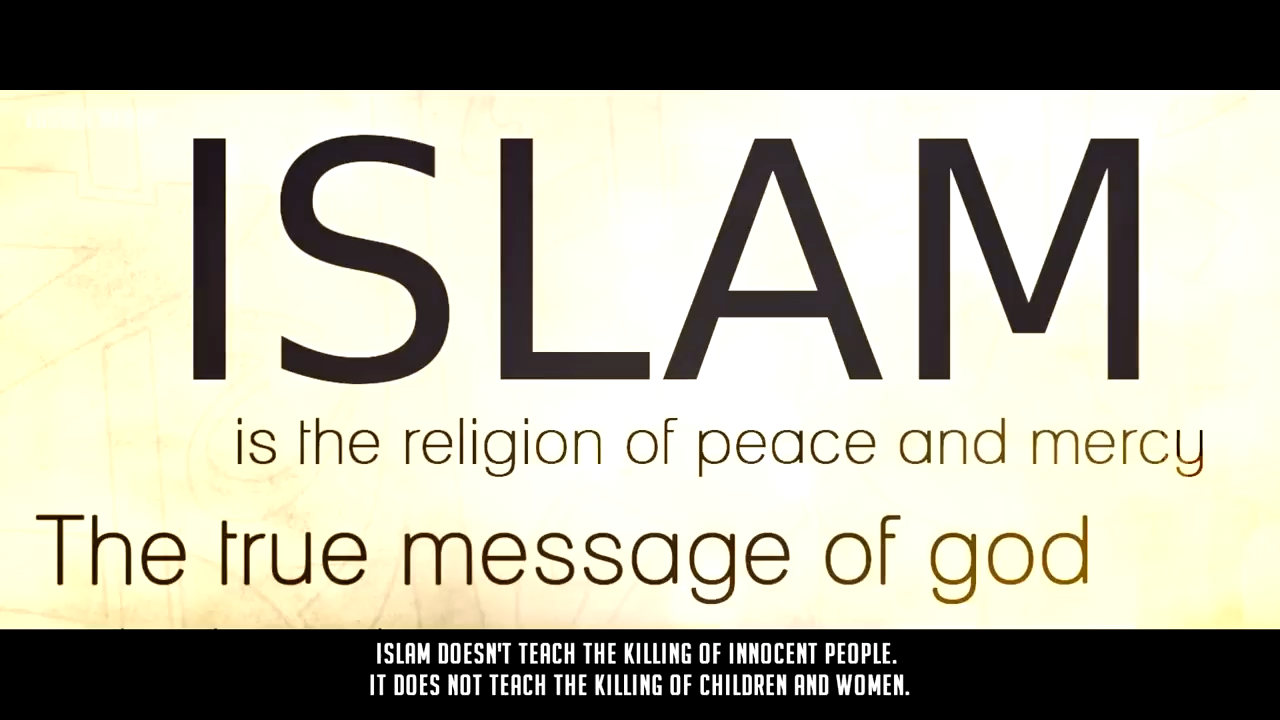 ISLAM
is the religion of peace and mercy
The true message of god
ISLAM DOESN'T TEACH THE KILLING OF INNOCENT PEOPLE.
IT DOES NOT TEACH THE KILLING OF CHILDREN AND WOMEN.